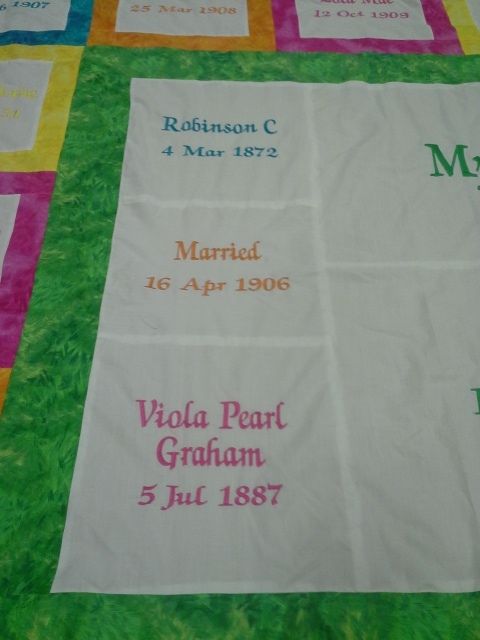 1907
25 Mar 1908
12 Oct 1909
Robinson C
4 Mar 1872
Married
16 Apr 1906
Viola Pearl
Graham
5 Jul 1887